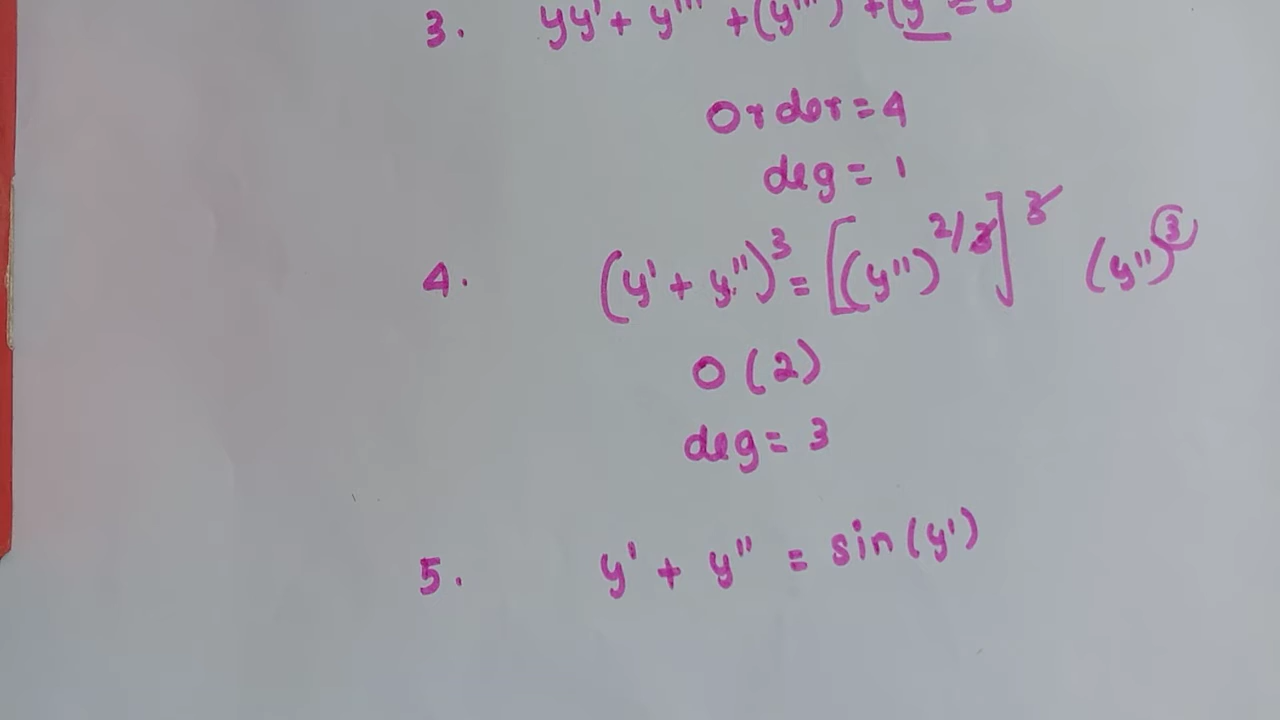 3. yy' + y''' + (y''') + (y = 0
Order = 4
deg = 1
4. (y' + y'')³ = [(y'')^2/3]^3 (y'')^3
O (2)
deg = 3
5. y' + y'' = sin(y')